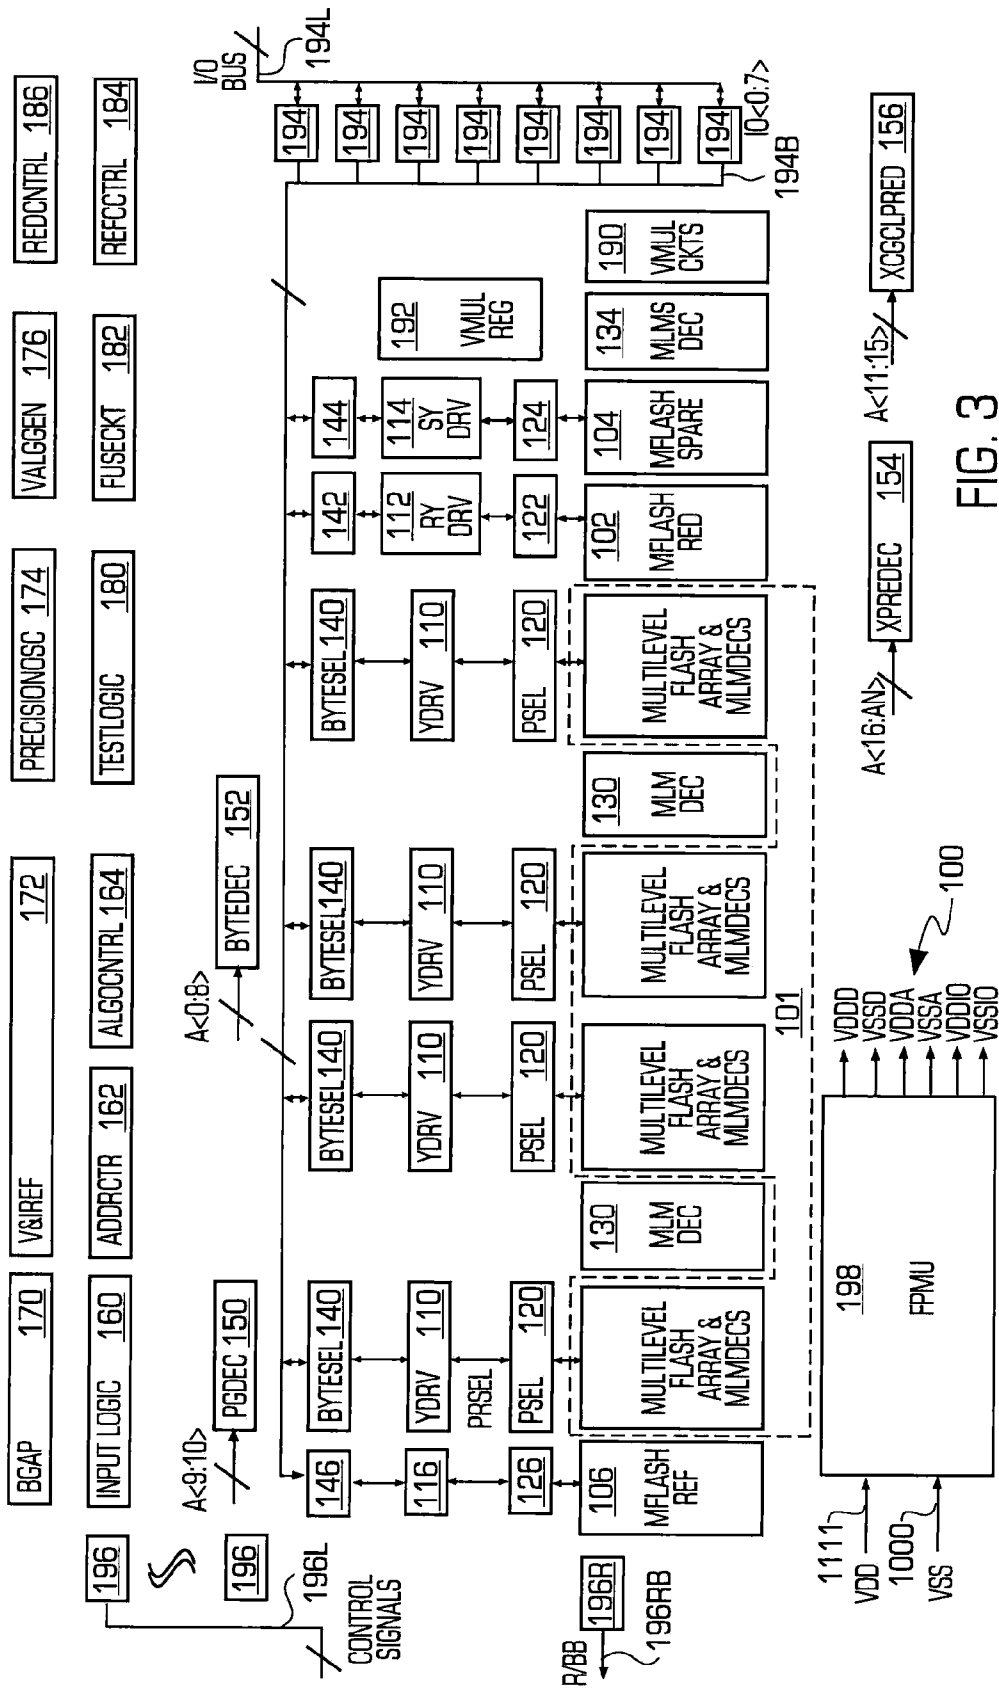 BGAP 170
V&IREF 172
PRECISIONOSC 174
VALGGEN 176
REDCNTRL 186
196
INPUT LOGIC 160
ADDRCTR 162
ALGOCNTRL 164
TESTLOGIC 180
FUSECKT 182
REFCCTRL 184
196
196L
CONTROL
SIGNALS
A<9:10>
PGDEC 150
A<0:8>
BYTEDEC 152
I/O
BUS
194L
146
BYTESEL 140
BYTESEL 140
BYTESEL 140
BYTESEL 140
142
144
194
194
194
194
194
194
194
194
IO<0:7>
194B
116
YDRV 110
YDRV 110
YDRV 110
YDRV 110
112
RY
DRV
114
SY
DRV
192
VMUL
REG
PRSEL
126
PSEL 120
PSEL 120
PSEL 120
PSEL 120
122
124
R/BB
196R
196RB
106
MFLASH
REF
MULTILEVEL
FLASH
ARRAY &
MLMDECS
130
MLM
DEC
MULTILEVEL
FLASH
ARRAY &
MLMDECS
MULTILEVEL
FLASH
ARRAY &
MLMDECS
130
MLM
DEC
MULTILEVEL
FLASH
ARRAY &
MLMDECS
102
MFLASH
RED
104
MFLASH
SPARE
134
MLMS
DEC
190
VMUL
CKTS
101
1111
VDD
1000
VSS
198
FPMU
VDDD
VSSD
VDDA
VSSA
VDDIO
VSSIO
100
A<16:AN>
XPREDEC 154
A<11:15>
XCGCLPRED 156
FIG. 3